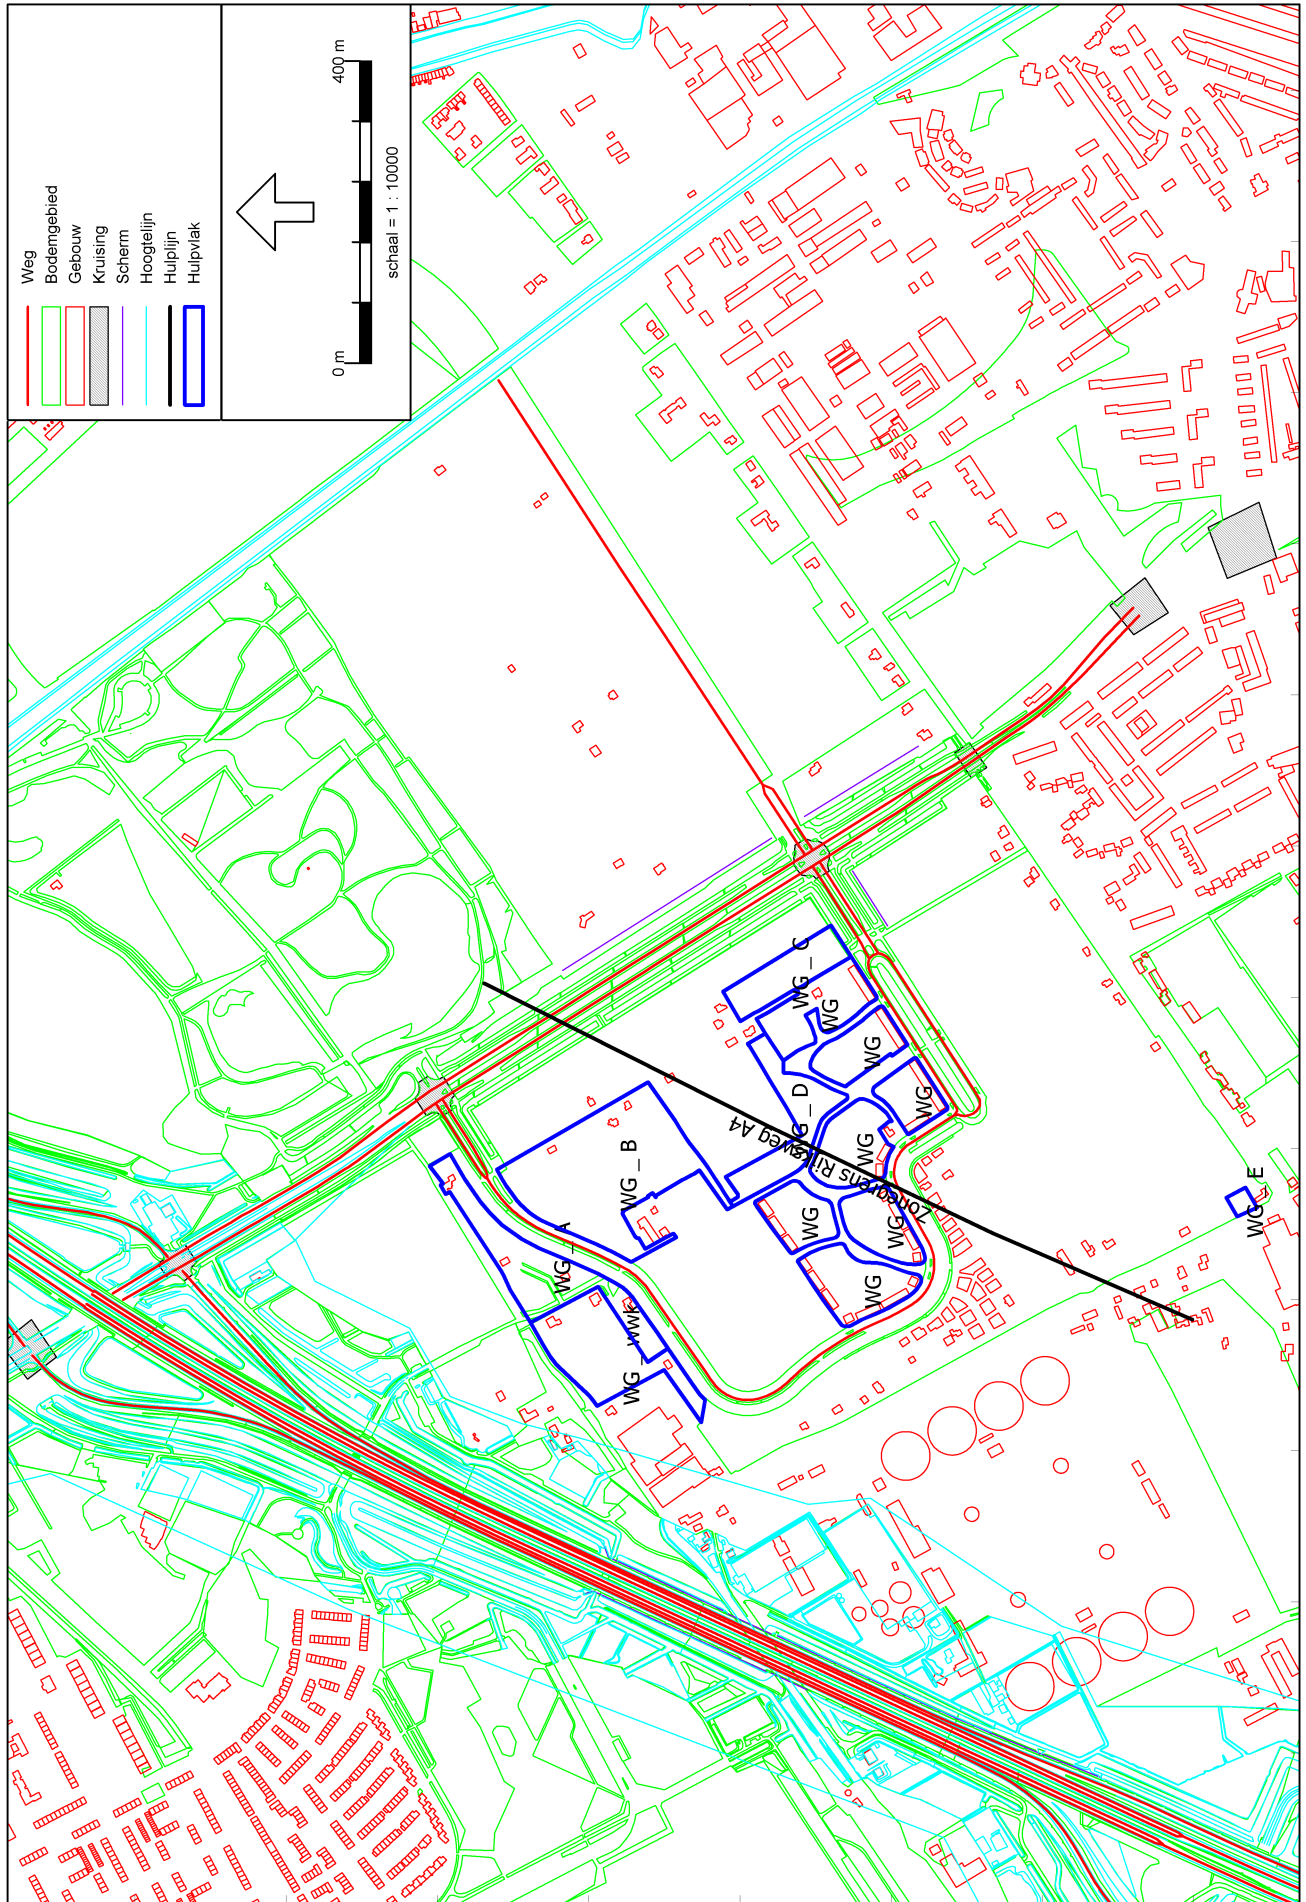 Weg
Bodemgebied
Gebouw
Kruising
Scherm
Hoogtelijn
Hulplijn
Hulpvlak
0 m
400 m
schaal = 1 : 10000
WG _ C
WG
WG
WG
WG _ D
WG
WG
WG
WG
Zonegrens Rijksweg A4
WG _ B
WG _ A
WG _ wwk
WG _ E